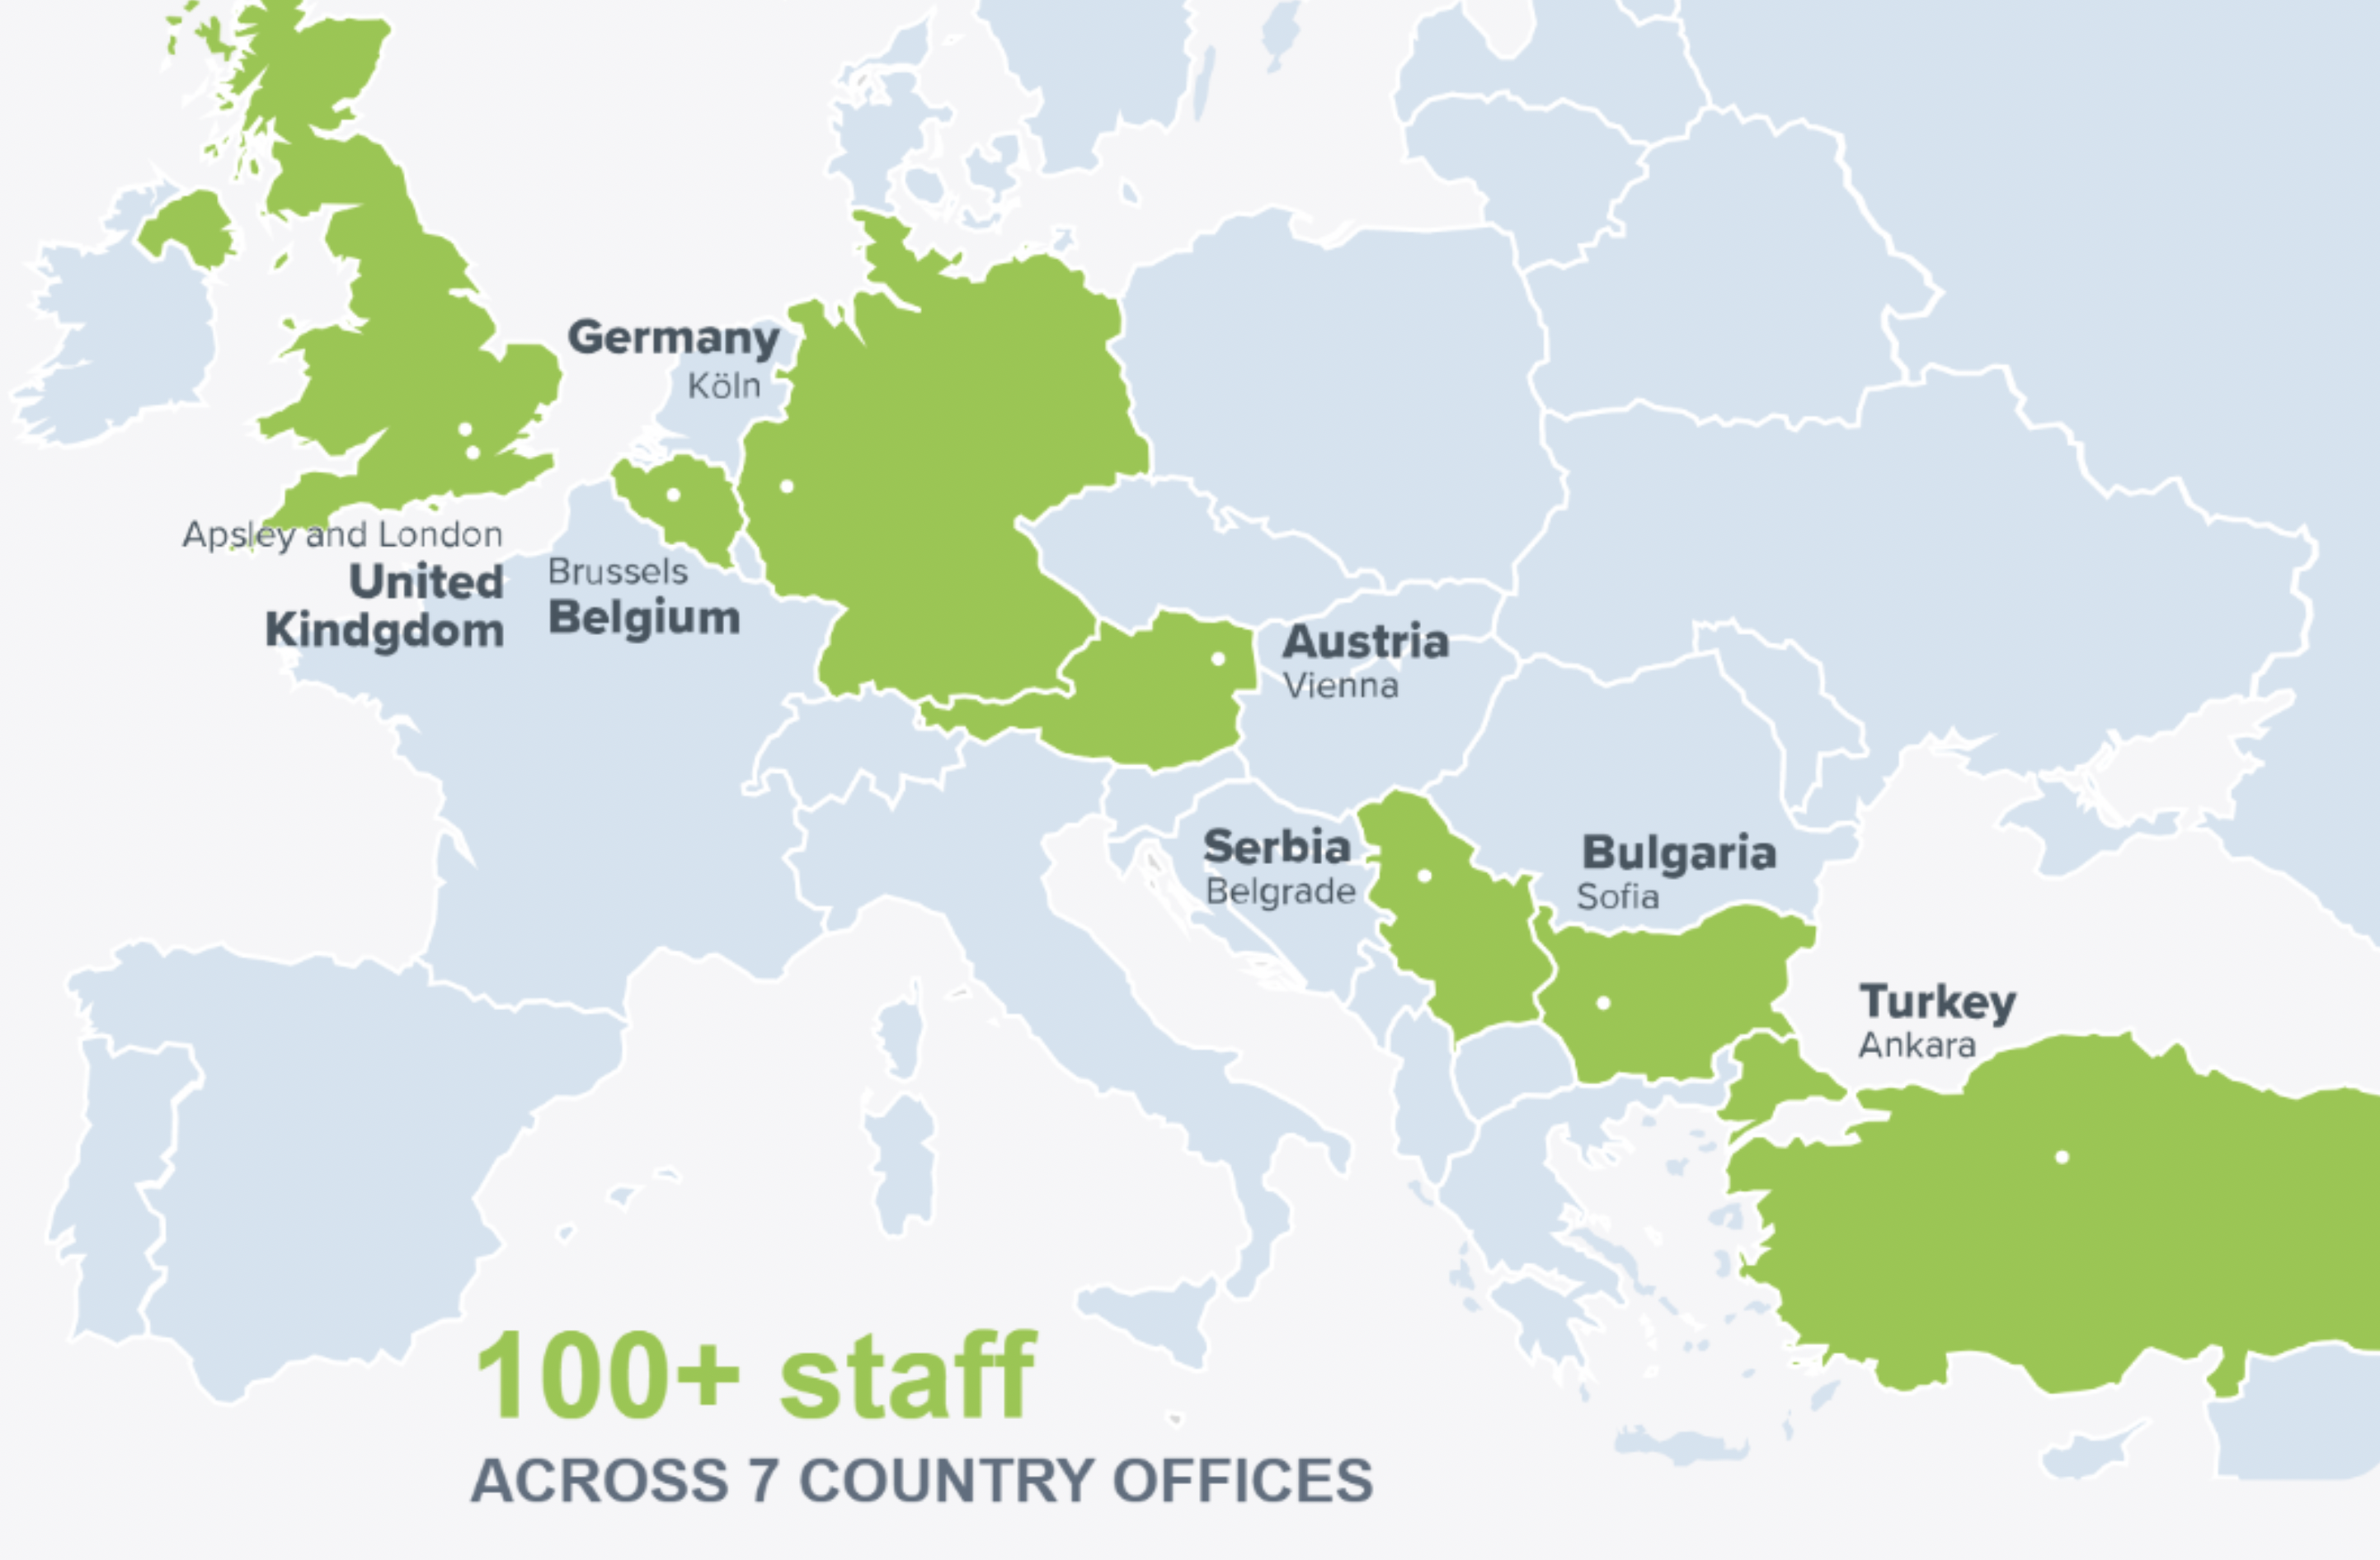 Germany
Köln
Apsley and London
United
Kindgdom
Brussels
Belgium
Austria
Vienna
Serbia
Belgrade
Bulgaria
Sofia
Turkey
Ankara
100+ staff
ACROSS 7 COUNTRY OFFICES